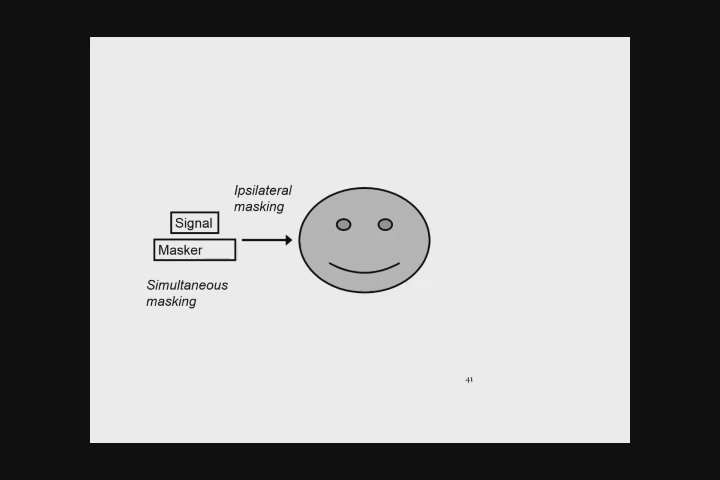 Ipsilateral
masking
Signal
Masker
Simultaneous
masking
41